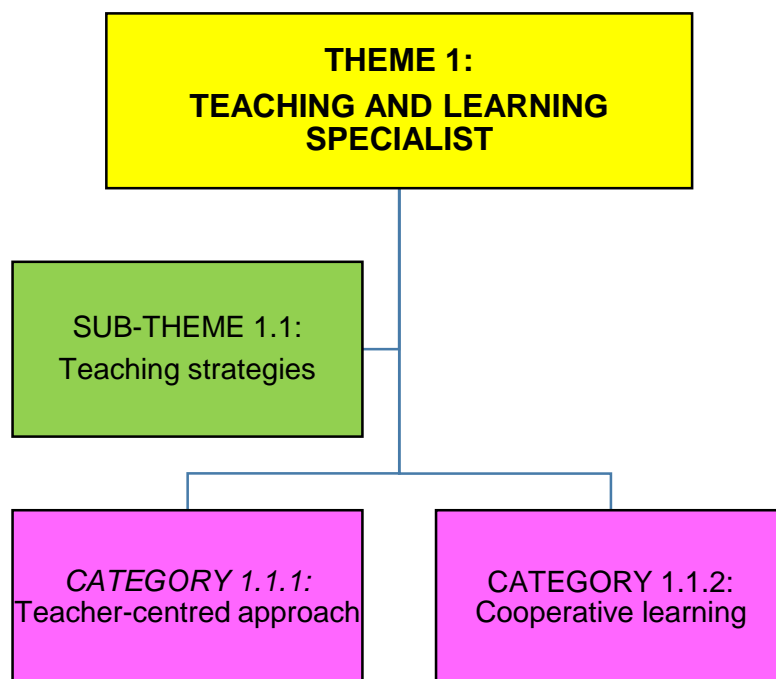 THEME 1:
TEACHING AND LEARNING
SPECIALIST
SUB-THEME 1.1:
Teaching strategies
CATEGORY 1.1.1:
Teacher-centred approach
CATEGORY 1.1.2:
Cooperative learning